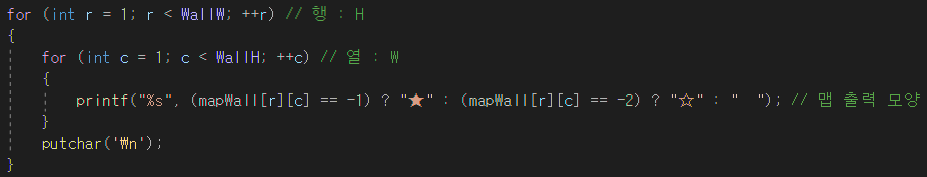 for (int r = 1; r < WallW; ++r) // 행 : H
{
    for (int c = 1; c < WallH; ++c) // 열 : W
    {
        printf("%s", (mapWall[r][c] == -1) ? "★" : (mapWall[r][c] == -2) ? "☆" : "  "); // 맵 출력 모양
    }
    putchar('₩n');
}